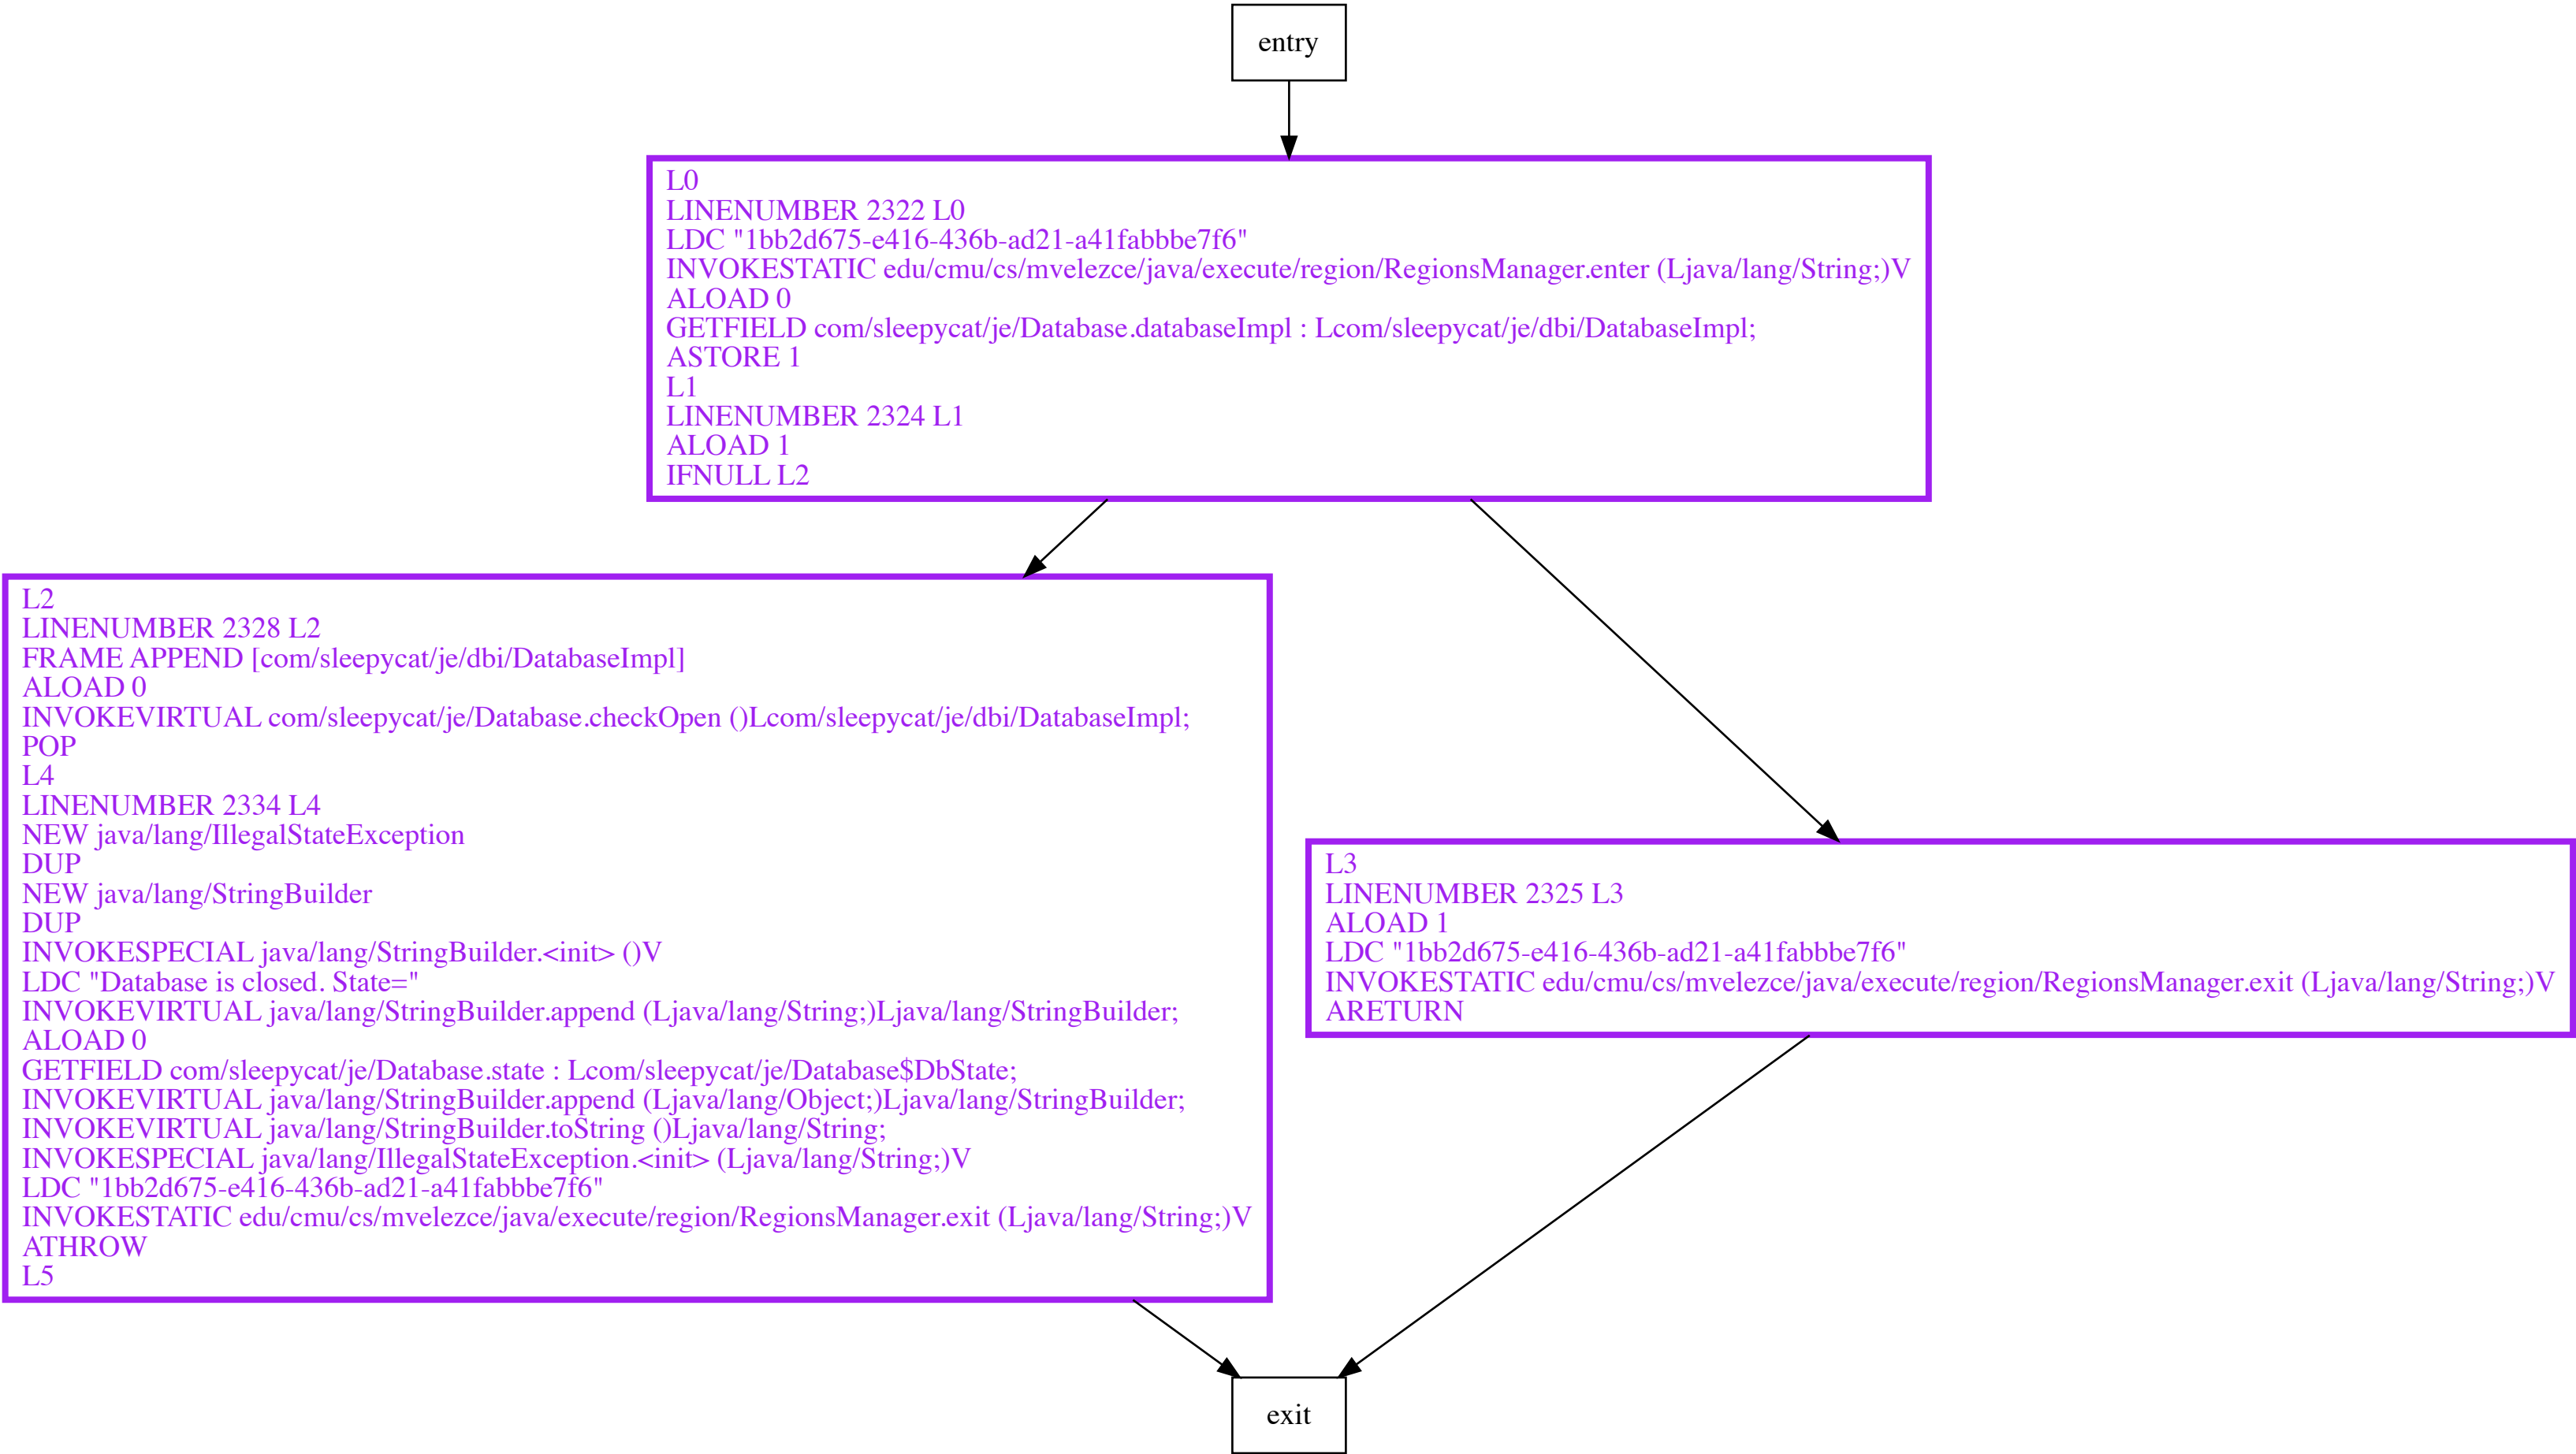 entry
L0
LINENUMBER 2322 L0
LDC "1bb2d675-e416-436b-ad21-a41fabbbe7f6"
INVOKESTATIC edu/cmu/cs/mvelezce/java/execute/region/RegionsManager.enter (Ljava/lang/String;)V
ALOAD 0
GETFIELD com/sleepycat/je/Database.databaseImpl : Lcom/sleepycat/je/dbi/DatabaseImpl;
ASTORE 1
L1
LINENUMBER 2324 L1
ALOAD 1
IFNULL L2
L2
LINENUMBER 2328 L2
FRAME APPEND [com/sleepycat/je/dbi/DatabaseImpl]
ALOAD 0
INVOKEVIRTUAL com/sleepycat/je/Database.checkOpen ()Lcom/sleepycat/je/dbi/DatabaseImpl;
POP
L4
LINENUMBER 2334 L4
NEW java/lang/IllegalStateException
DUP
NEW java/lang/StringBuilder
DUP
INVOKESPECIAL java/lang/StringBuilder.<init> ()V
LDC "Database is closed. State="
INVOKEVIRTUAL java/lang/StringBuilder.append (Ljava/lang/String;)Ljava/lang/StringBuilder;
ALOAD 0
GETFIELD com/sleepycat/je/Database.state : Lcom/sleepycat/je/Database$DbState;
INVOKEVIRTUAL java/lang/StringBuilder.append (Ljava/lang/Object;)Ljava/lang/StringBuilder;
INVOKEVIRTUAL java/lang/StringBuilder.toString ()Ljava/lang/String;
INVOKESPECIAL java/lang/IllegalStateException.<init> (Ljava/lang/String;)V
LDC "1bb2d675-e416-436b-ad21-a41fabbbe7f6"
INVOKESTATIC edu/cmu/cs/mvelezce/java/execute/region/RegionsManager.exit (Ljava/lang/String;)V
ATHROW
L5
L3
LINENUMBER 2325 L3
ALOAD 1
LDC "1bb2d675-e416-436b-ad21-a41fabbbe7f6"
INVOKESTATIC edu/cmu/cs/mvelezce/java/execute/region/RegionsManager.exit (Ljava/lang/String;)V
ARETURN
exit